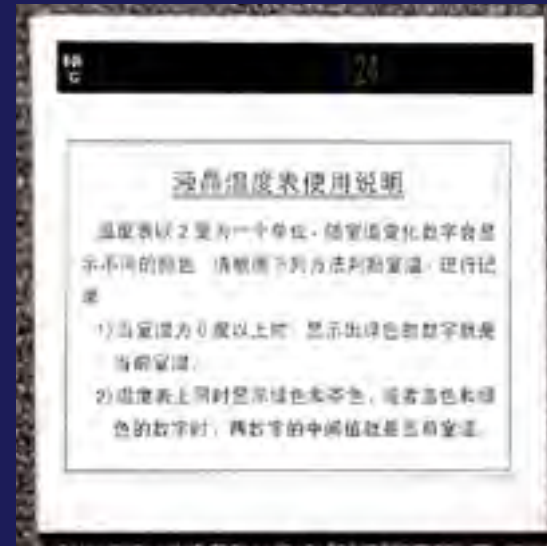 24
液晶温度表使用说明
温度表以2度为一个单位,随室温变化数字会显
示不同的颜色 请根据下列方法判断室温,进行记
录
1)当室温为0度以上时 显示出绿色的数字就是
当前室温.
2)温度表上同时显示绿色和茶色,或者蓝色和绿
色的数字时,两数字的中间值就是当前室温.